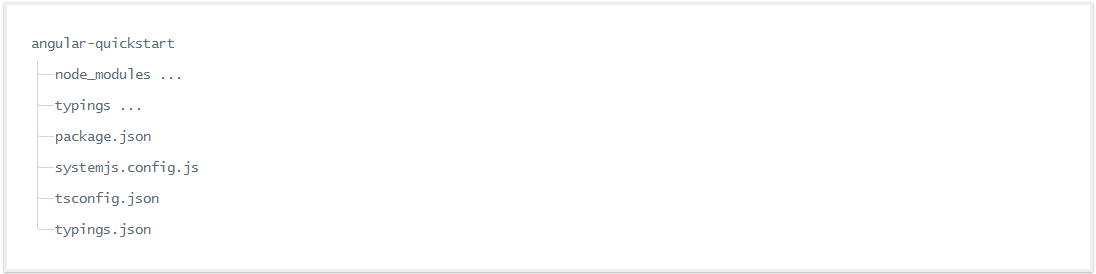 angular-quickstart
node_modules ...
typings ...
package.json
systemjs.config.js
tsconfig.json
typings.json